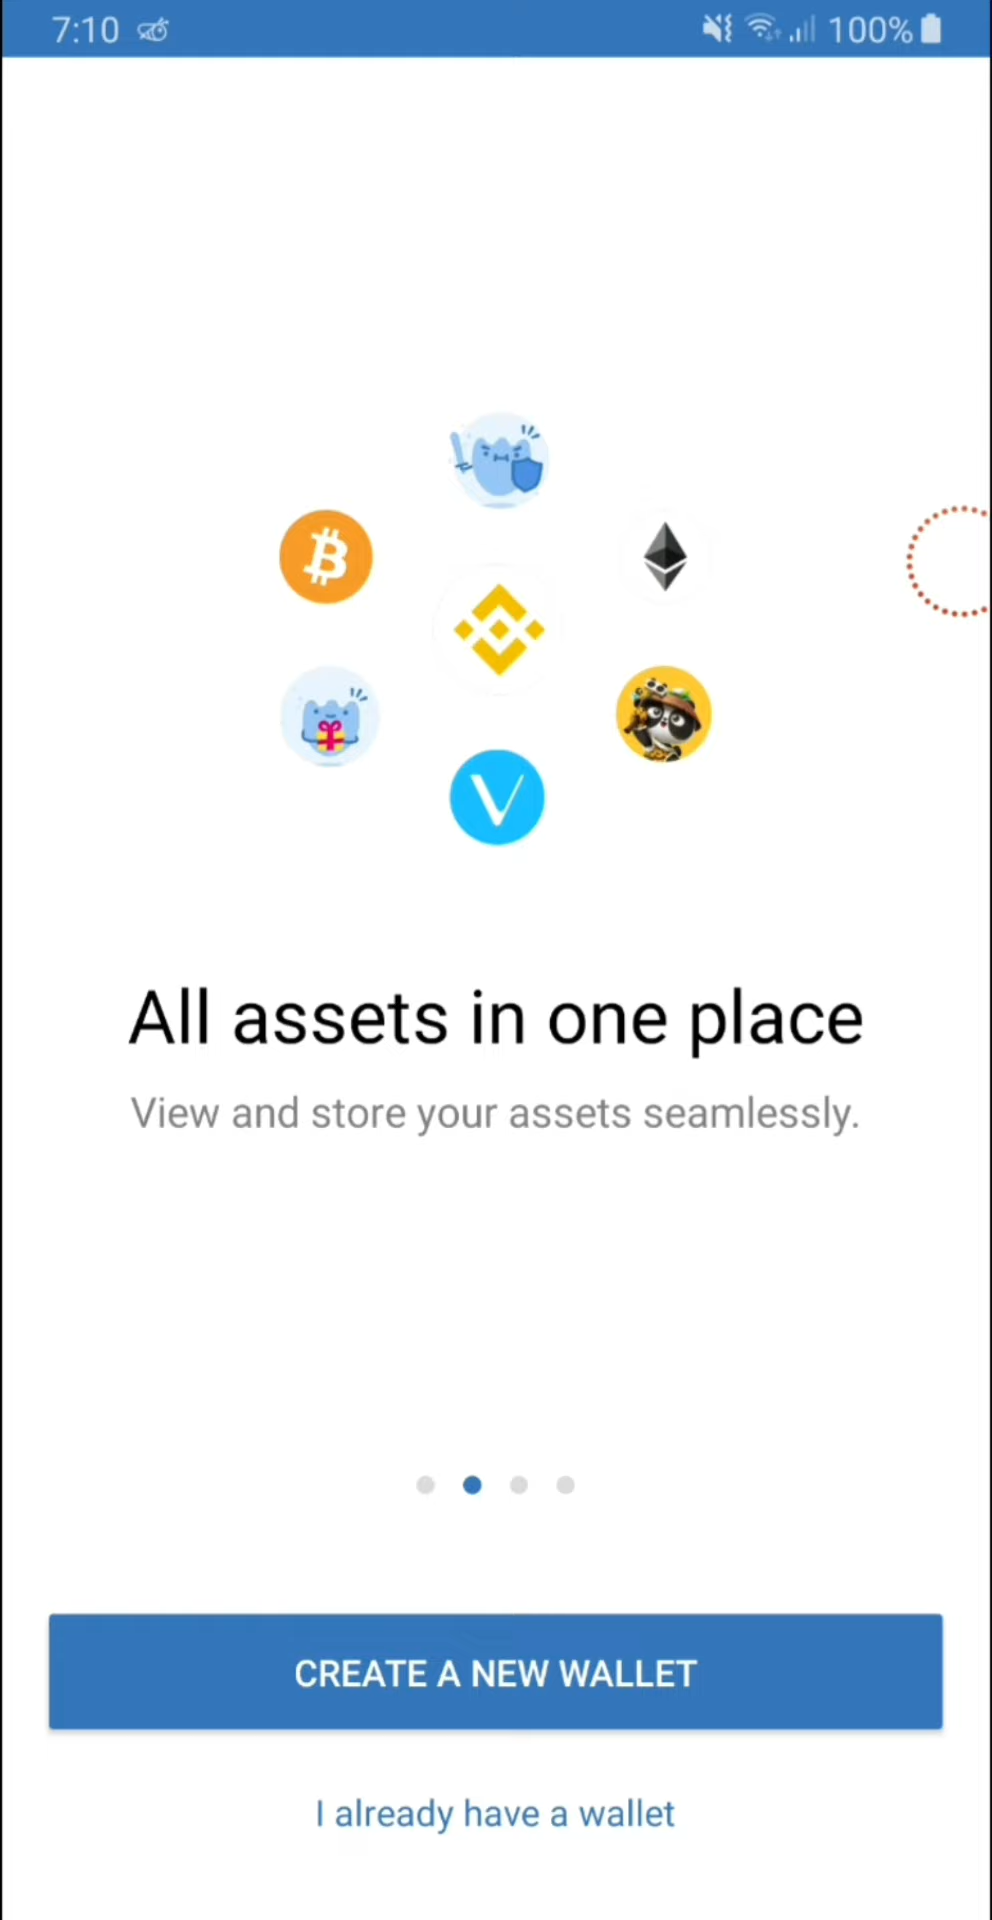 7:10
100%
All assets in one place
View and store your assets seamlessly.
CREATE A NEW WALLET
I already have a wallet